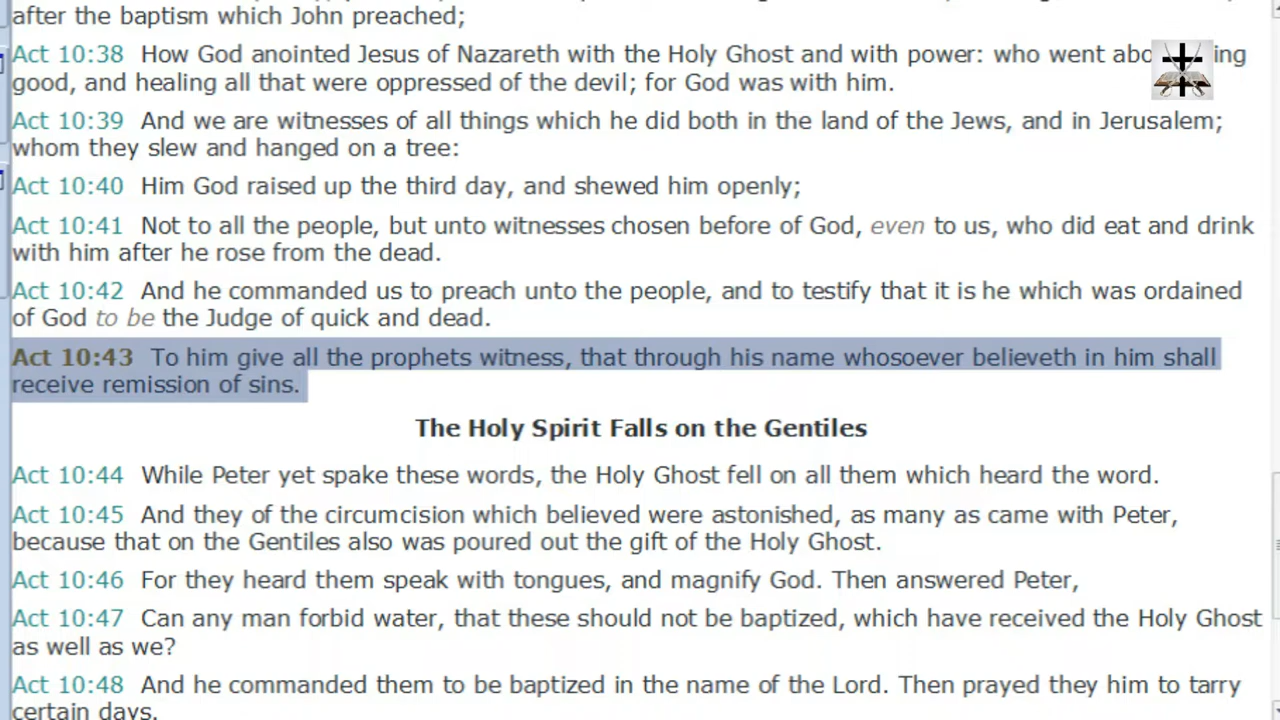 after the baptism which John preached;
Act 10:38 How God anointed Jesus of Nazareth with the Holy Ghost and with power: who went abo ing
good, and healing all that were oppressed of the devil; for God was with him.
Act 10:39 And we are witnesses of all things which he did both in the land of the Jews, and in Jerusalem;
whom they slew and hanged on a tree:
Act 10:40 Him God raised up the third day, and shewed him openly;
Act 10:41 Not to all the people, but unto witnesses chosen before of God, even to us, who did eat and drink
with him after he rose from the dead.
Act 10:42 And he commanded us to preach unto the people, and to testify that it is he which was ordained
of God to be the Judge of quick and dead.
Act 10:43 To him give all the prophets witness, that through his name whosoever believeth in him shall
receive remission of sins.
The Holy Spirit Falls on the Gentiles
Act 10:44 While Peter yet spake these words, the Holy Ghost fell on all them which heard the word.
Act 10:45 And they of the circumcision which believed were astonished, as many as came with Peter,
because that on the Gentiles also was poured out the gift of the Holy Ghost.
Act 10:46 For they heard them speak with tongues, and magnify God. Then answered Peter,
Act 10:47 Can any man forbid water, that these should not be baptized, which have received the Holy Ghost
as well as we?
Act 10:48 And he commanded them to be baptized in the name of the Lord. Then prayed they him to tarry
certain days.